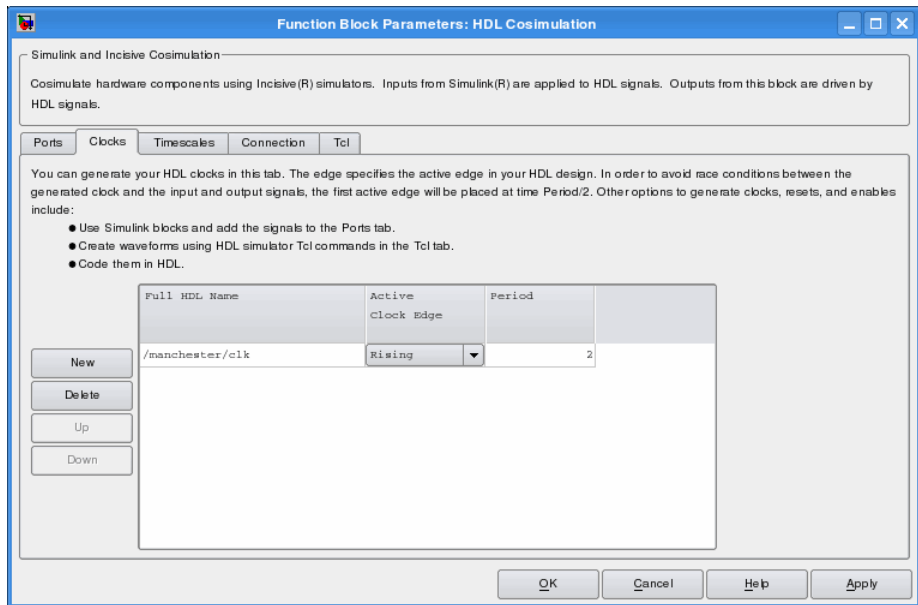 Function Block Parameters: HDL Cosimulation
Simulink and Incisive Cosimulation
Cosimulate hardware components using Incisive(R) simulators. Inputs from Simulink(R) are applied to HDL signals. Outputs from this block are driven by
HDL signals.
Ports Clocks Timescales Connection Tcl
You can generate your HDL clocks in this tab. The edge specifies the active edge in your HDL design. In order to avoid race conditions between the
generated clock and the input and output signals, the first active edge will be placed at time Period/2. Other options to generate clocks, resets, and enables
include:
● Use Simulink blocks and add the signals to the Ports tab.
● Create waveforms using HDL simulator Tcl commands in the Tcl tab.
● Code them in HDL.
Full HDL Name Active Period
Clock Edge
New /manchester/clk Rising 2
Delete
Up
Down
OK Cancel Help Apply